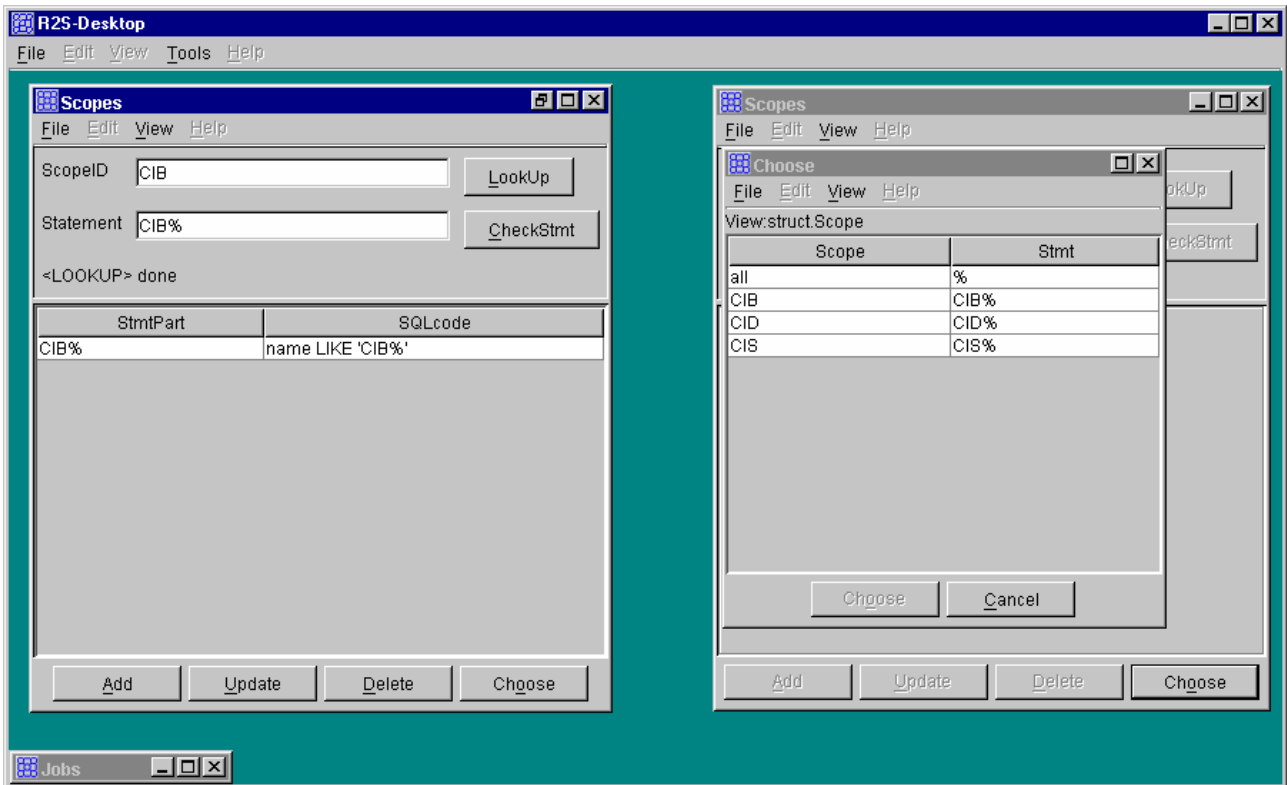 R2S-Desktop
File Edit View Tools Help
Scopes
File Edit View Help
ScopeID CIB LookUp
Statement CIB% CheckStmt
<LOOKUP> done
StmtPart SQLcode
CIB% name LIKE 'CIB%'
Add Update Delete Choose
Scopes
File Edit View Help
okUp
eckStmt
Choose
File Edit View Help
View:struct.Scope
Scope Stmt
all %
CIB CIB%
CID CID%
CIS CIS%
Choose Cancel
Add Update Delete Choose
Jobs